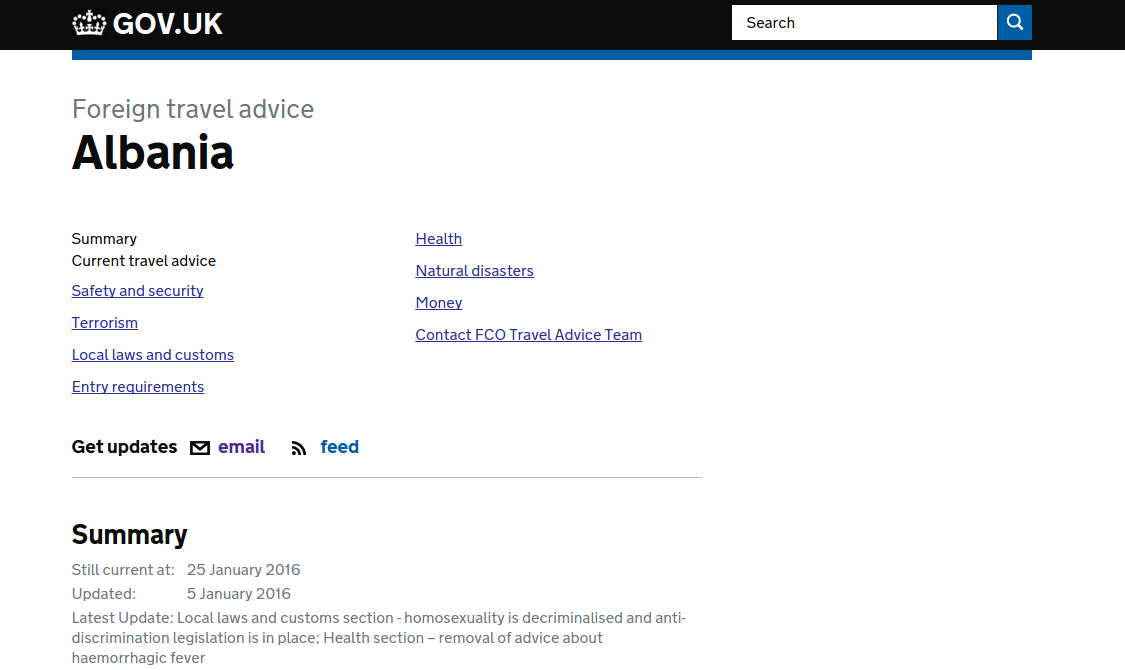 GOV.UK
Search
Foreign travel advice
Albania
Summary
Current travel advice
Safety and security
Terrorism
Local laws and customs
Entry requirements
Health
Natural disasters
Money
Contact FCO Travel Advice Team
Get updates email feed
Summary
Still current at: 25 January 2016
Updated: 5 January 2016
Latest Update: Local laws and customs section - homosexuality is decriminalised and anti-
discrimination legislation is in place; Health section – removal of advice about
haemorrhagic fever